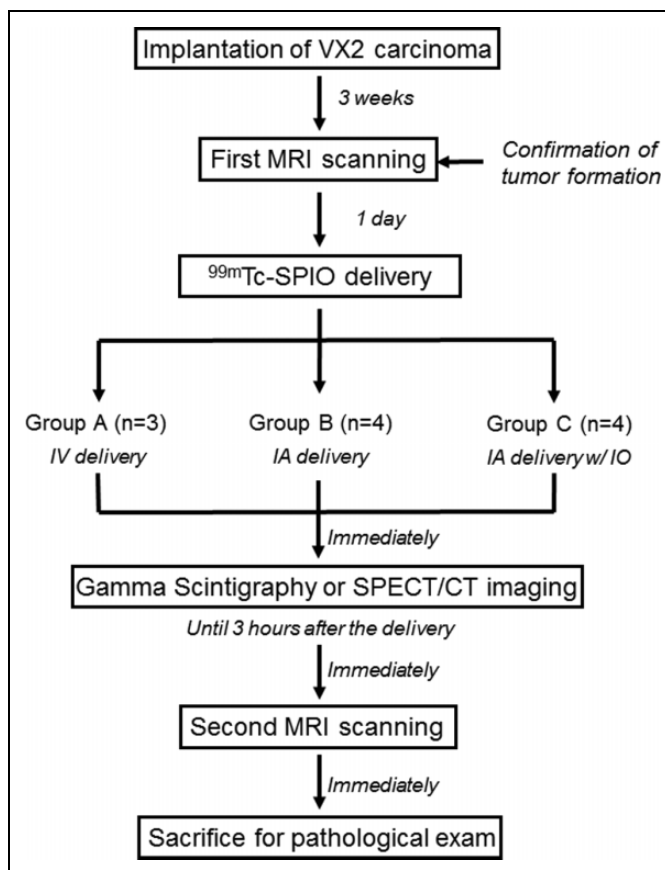 Implantation of VX2 carcinoma
3 weeks
First MRI scanning
Confirmation of
tumor formation
1 day
99mTc-SPIO delivery
Group A (n=3)
IV delivery
Group B (n=4)
IA delivery
Group C (n=4)
IA delivery w/ IO
Immediately
Gamma Scintigraphy or SPECT/CT imaging
Until 3 hours after the delivery
Immediately
Second MRI scanning
Immediately
Sacrifice for pathological exam